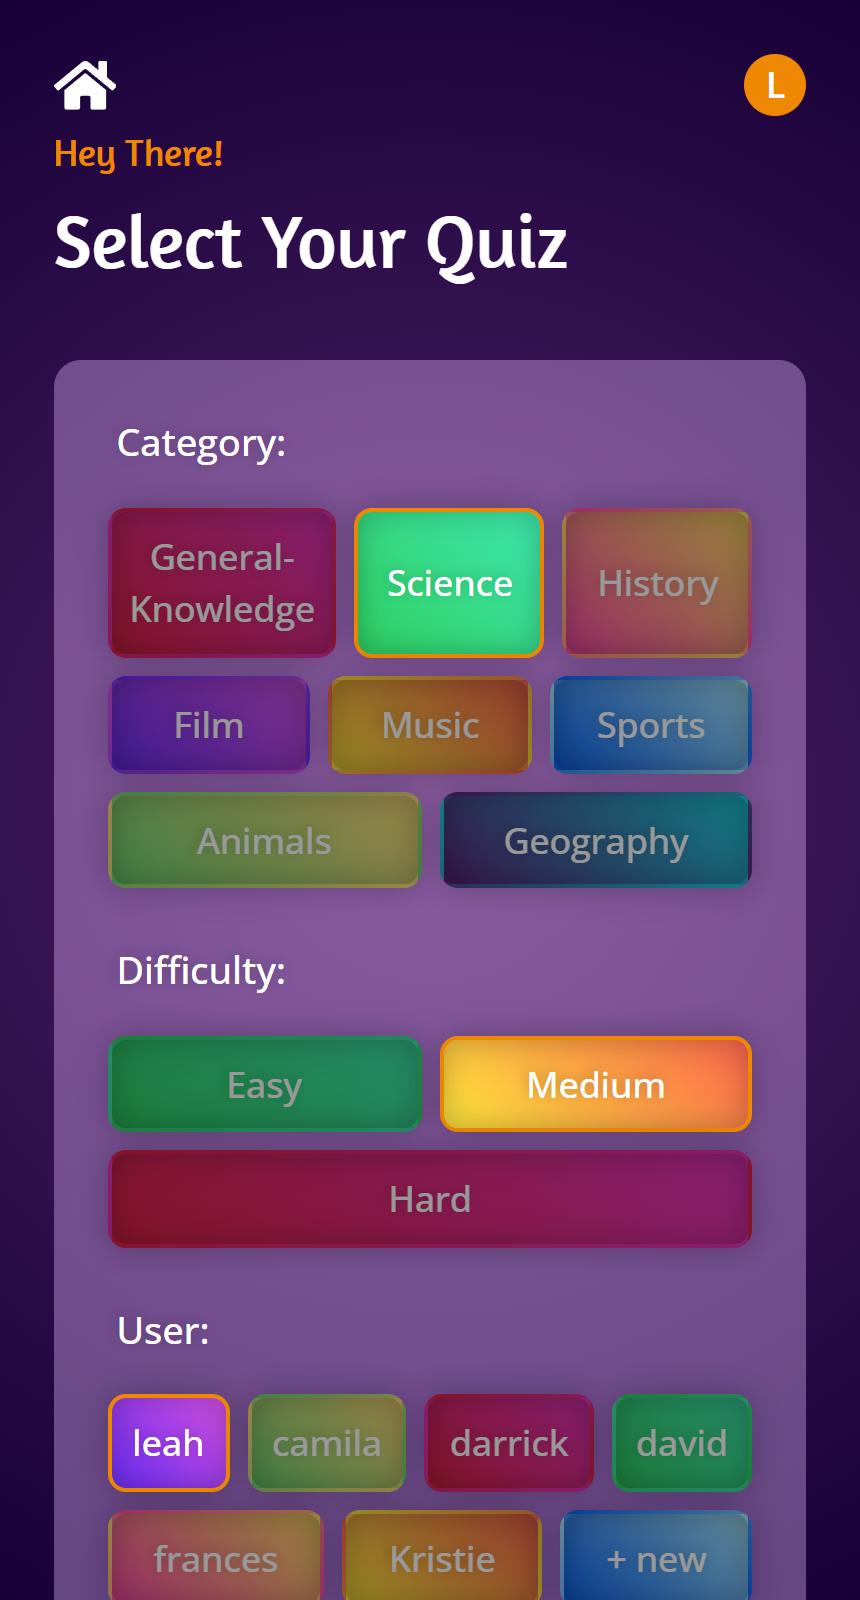 L
Hey There!
Select Your Quiz
Category:
General-
Knowledge
Science
History
Film
Music
Sports
Animals
Geography
Difficulty:
Easy
Medium
Hard
User:
leah
camila
darrick
david
frances
Kristie
+ new